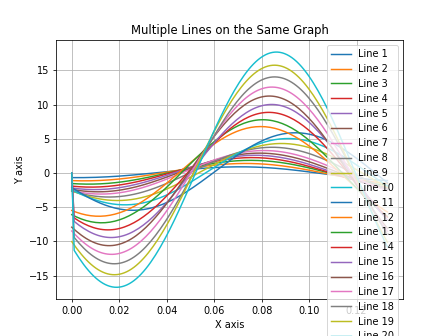 Multiple Lines on the Same Graph
Y axis
15
10
5
0
−5
−10
−15
0.00
0.02
0.04
0.06
0.08
0.10
X axis
Line 1
Line 2
Line 3
Line 4
Line 5
Line 6
Line 7
Line 8
Line 9
Line 10
Line 11
Line 12
Line 13
Line 14
Line 15
Line 16
Line 17
Line 18
Line 19
Line 20